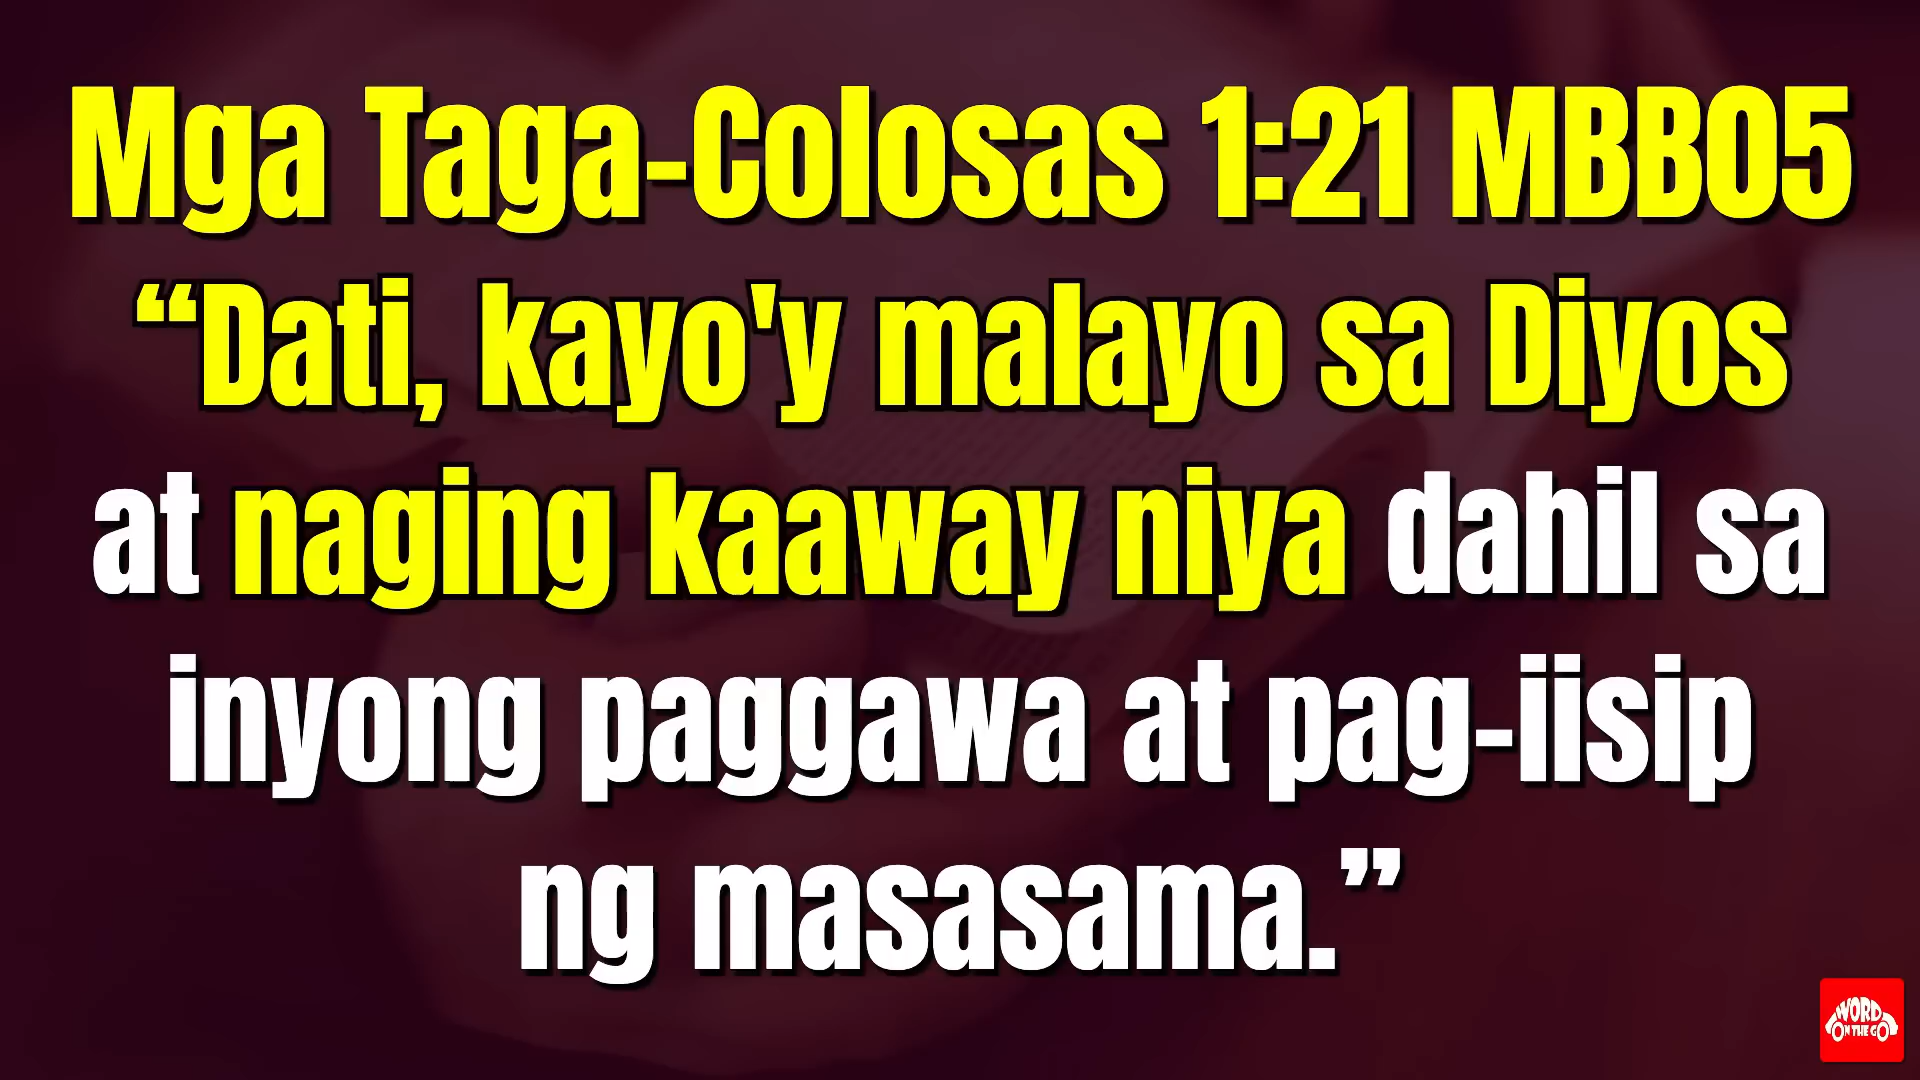 Mga Taga-Colosas 1:21 MBB05
“Dati, kayo'y malayo sa Diyos
at naging kaaway niya dahil sa
inyong paggawa at pag-iisip
ng masasama.”
WORD
ON THE GO